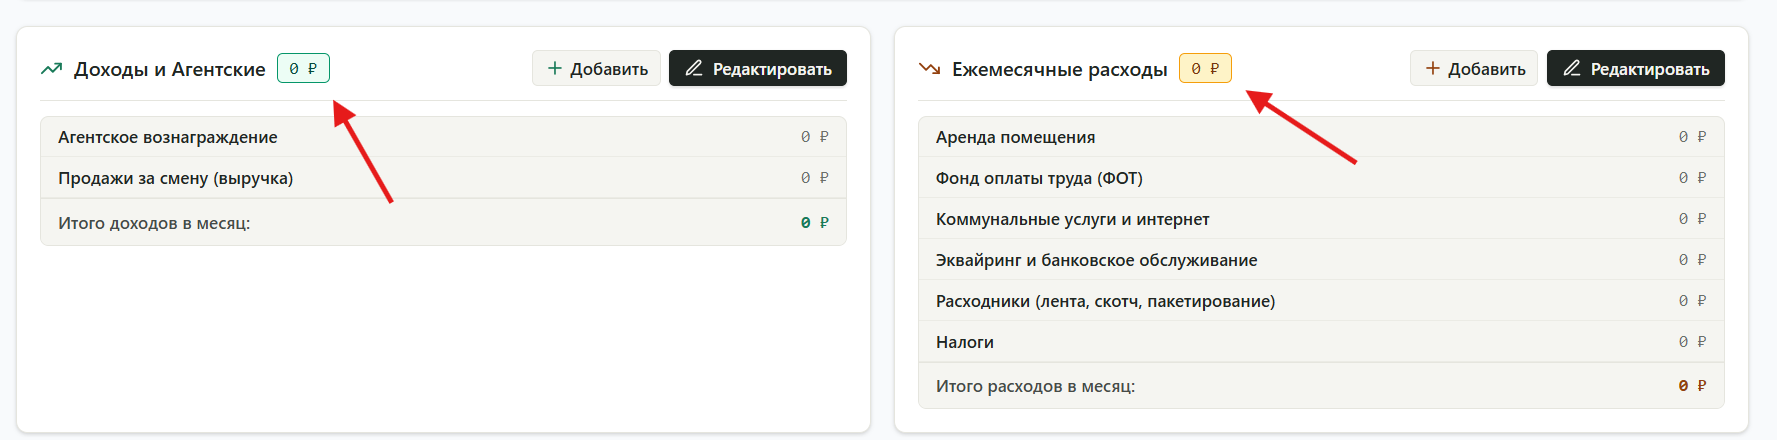 Доходы и Агентские 0 ₽ + Добавить Редактировать
Агентское вознаграждение 0 ₽
Продажи за смену (выручка) 0 ₽
Итого доходов в месяц: 0 ₽
Ежемесячные расходы 0 ₽ + Добавить Редактировать
Аренда помещения 0 ₽
Фонд оплаты труда (ФОТ) 0 ₽
Коммунальные услуги и интернет 0 ₽
Эквайринг и банковское обслуживание 0 ₽
Расходники (лента, скотч, пакетирование) 0 ₽
Налоги 0 ₽
Итого расходов в месяц: 0 ₽